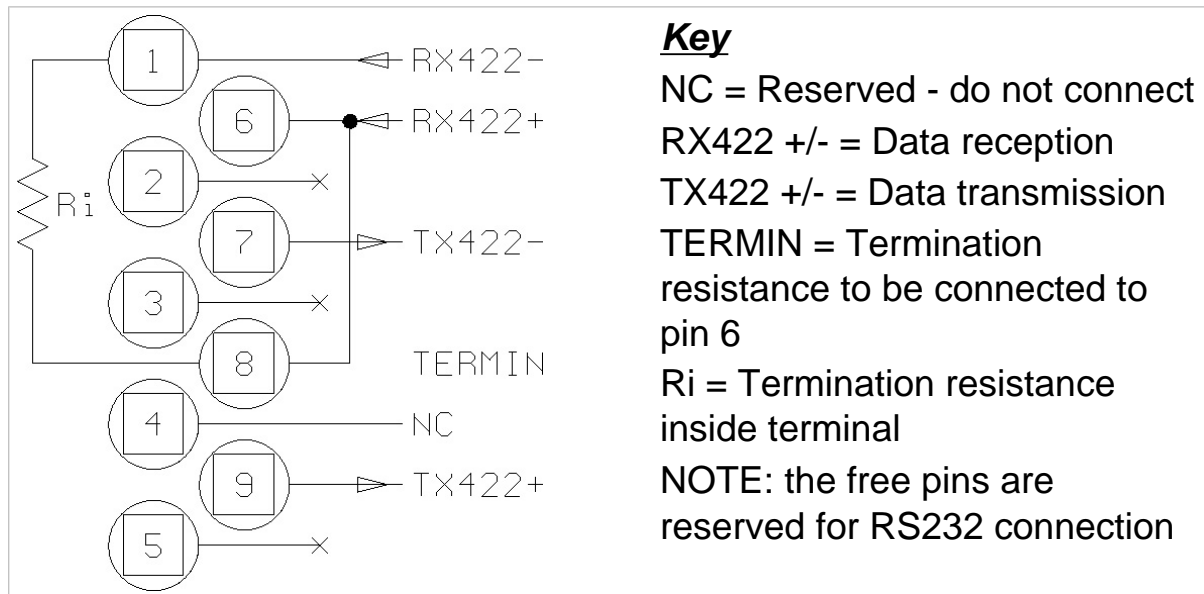 1
RX422-
6
RX422+
2
Ri
7
TX422-
3
8
TERMIN
4
NC
9
TX422+
5
Key
NC = Reserved - do not connect
RX422 +/- = Data reception
TX422 +/- = Data transmission
TERMIN = Termination
resistance to be connected to
pin 6
Ri = Termination resistance
inside terminal
NOTE: the free pins are
reserved for RS232 connection